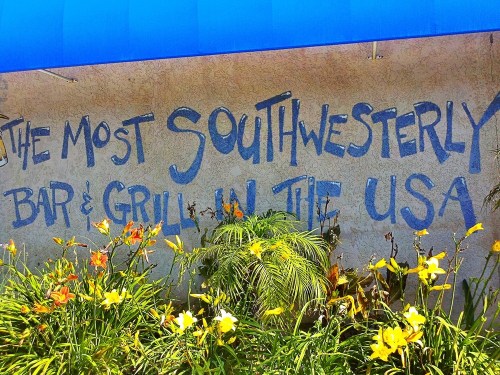 THE MOST SOUTHWESTERLY
BAR & GRILL IN THE USA